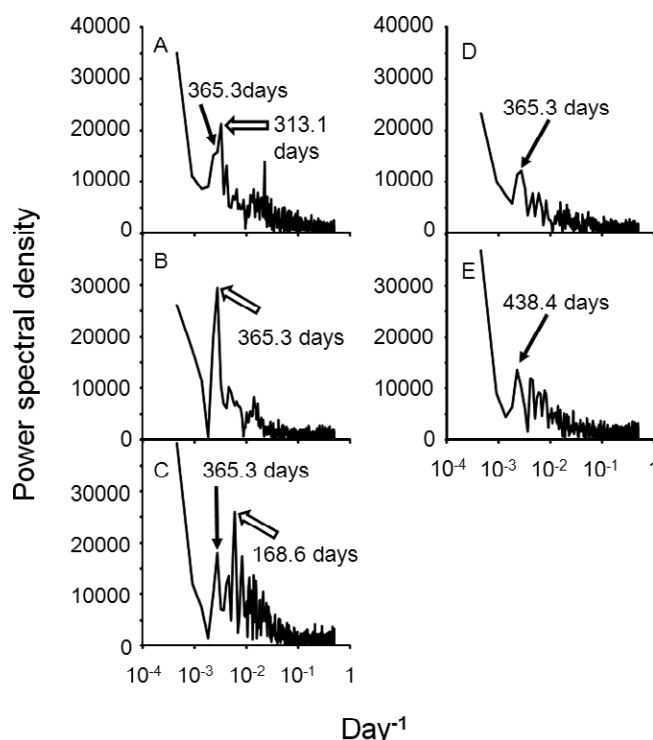 Power spectral density
A
40000
30000
20000
10000
0
365.3days
313.1
days
B
30000
20000
10000
0
365.3 days
C
30000
20000
10000
0
365.3 days
168.6 days
10-4 10-3 10-2 10-1 1
D
40000
30000
20000
10000
0
365.3 days
E
30000
20000
10000
0
438.4 days
10-4 10-3 10-2 10-1 1
Day-1